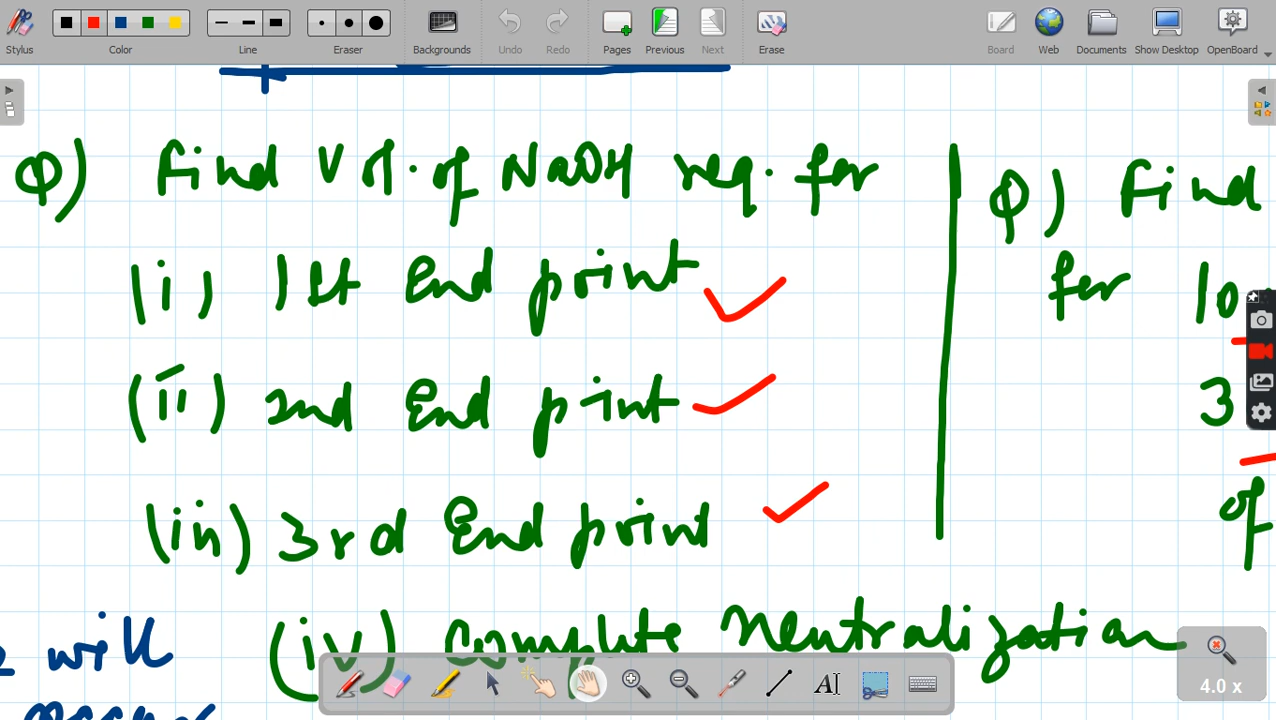 Stylus
Color
Line
Eraser
Backgrounds
Undo
Redo
Pages
Previous
Next
Erase
Board
Web
Documents
Show Desktop
OpenBoard
Q) Find Vol. of NaOH req. for
(i) 1st End point
(ii) 2nd End point
(iii) 3rd End point
(iv) complete neutralization
Q) Find
for 10
3
of
will
4.0 x